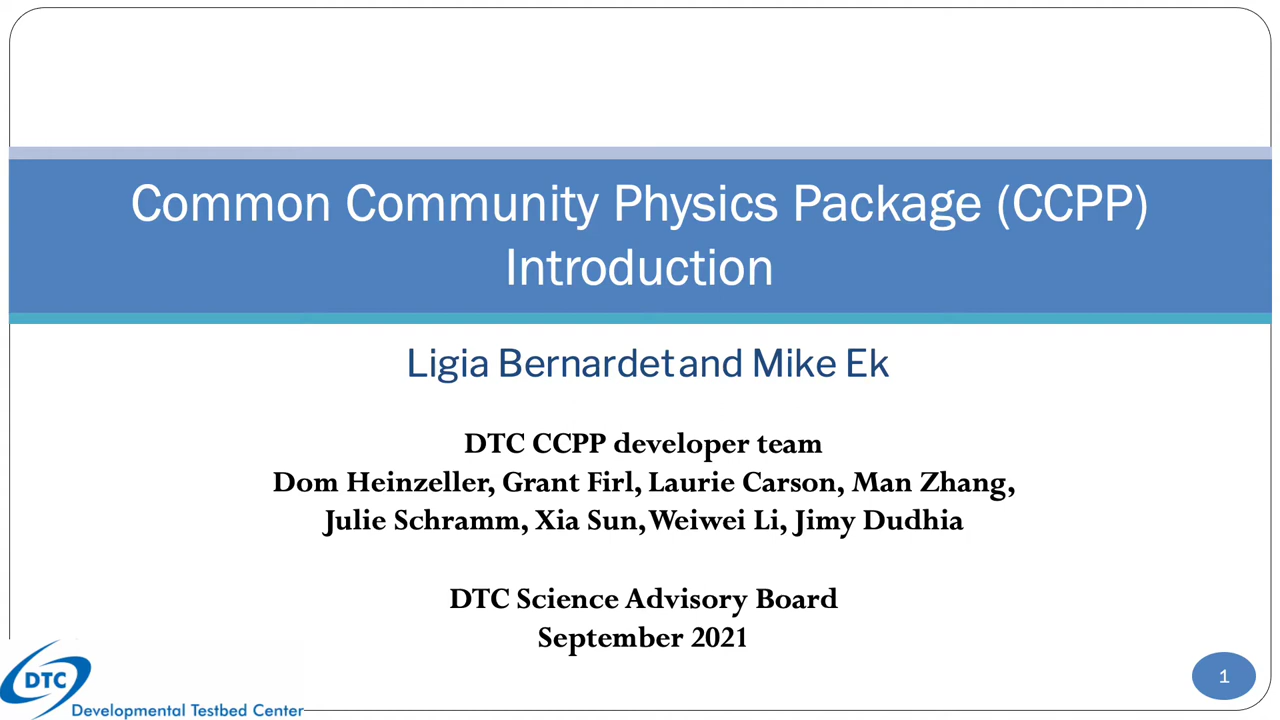 Common Community Physics Package (CCPP)
Introduction
Ligia Bernardet and Mike Ek
DTC CCPP developer team
Dom Heinzeller, Grant Firl, Laurie Carson, Man Zhang,
Julie Schramm, Xia Sun, Weiwei Li, Jimy Dudhia
DTC Science Advisory Board
September 2021
DTC
Developmental Testbed Center
1